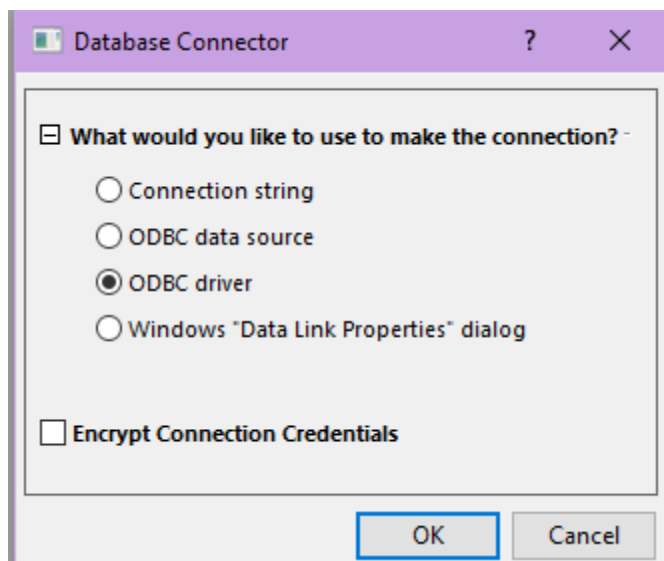 Database Connector ?
What would you like to use to make the connection?
Connection string
ODBC data source
ODBC driver
Windows "Data Link Properties" dialog
Encrypt Connection Credentials
OK Cancel